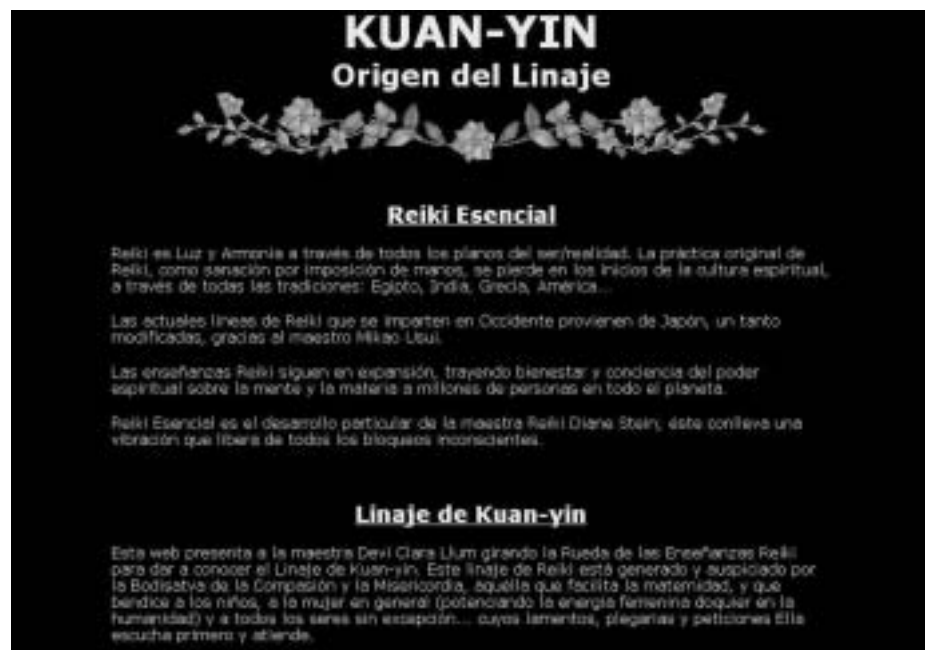 KUAN-YIN
Origen del Linaje
Reiki Esencial
Reiki es Luz y Armonía a través de todos los planos del ser/realidad. La práctica original de
Reiki, como sanación por imposición de manos, se pierde en los inicios de la cultura espiritual,
a través de todas las tradiciones: Egipto, India, Grecia, América...
Las actuales líneas de Reiki que se imparten en Occidente provienen de Japón, un tanto
modificadas, gracias al maestro Mikao Usui.
Las enseñanzas Reiki siguen en expansión, trayendo bienestar y conciencia del poder
espiritual sobre la mente y la materia a millones de personas en todo el planeta.
Reiki Esencial es el desarrollo particular de la maestra Reiki Diane Stein, éste conlleva una
vibración que libera de todos los bloqueos inconscientes.
Linaje de Kuan-yin
Esta web presenta a la maestra Devi Clara Llum girando la Rueda de las Enseñanzas Reiki
para dar a conocer el Linaje de Kuan-yin. Este linaje de Reiki está generado y auspiciado por
la Bodisatva de la Compasión y la Misericordia, aquélla que facilita la maternidad, y que
bendice a los niños, a la mujer en general (potenciando la energía femenina doquier en la
humanidad) y a todos los seres sin excepción... cuyos lamentos, plegarias y peticiones Ella
escucha primero y atiende.